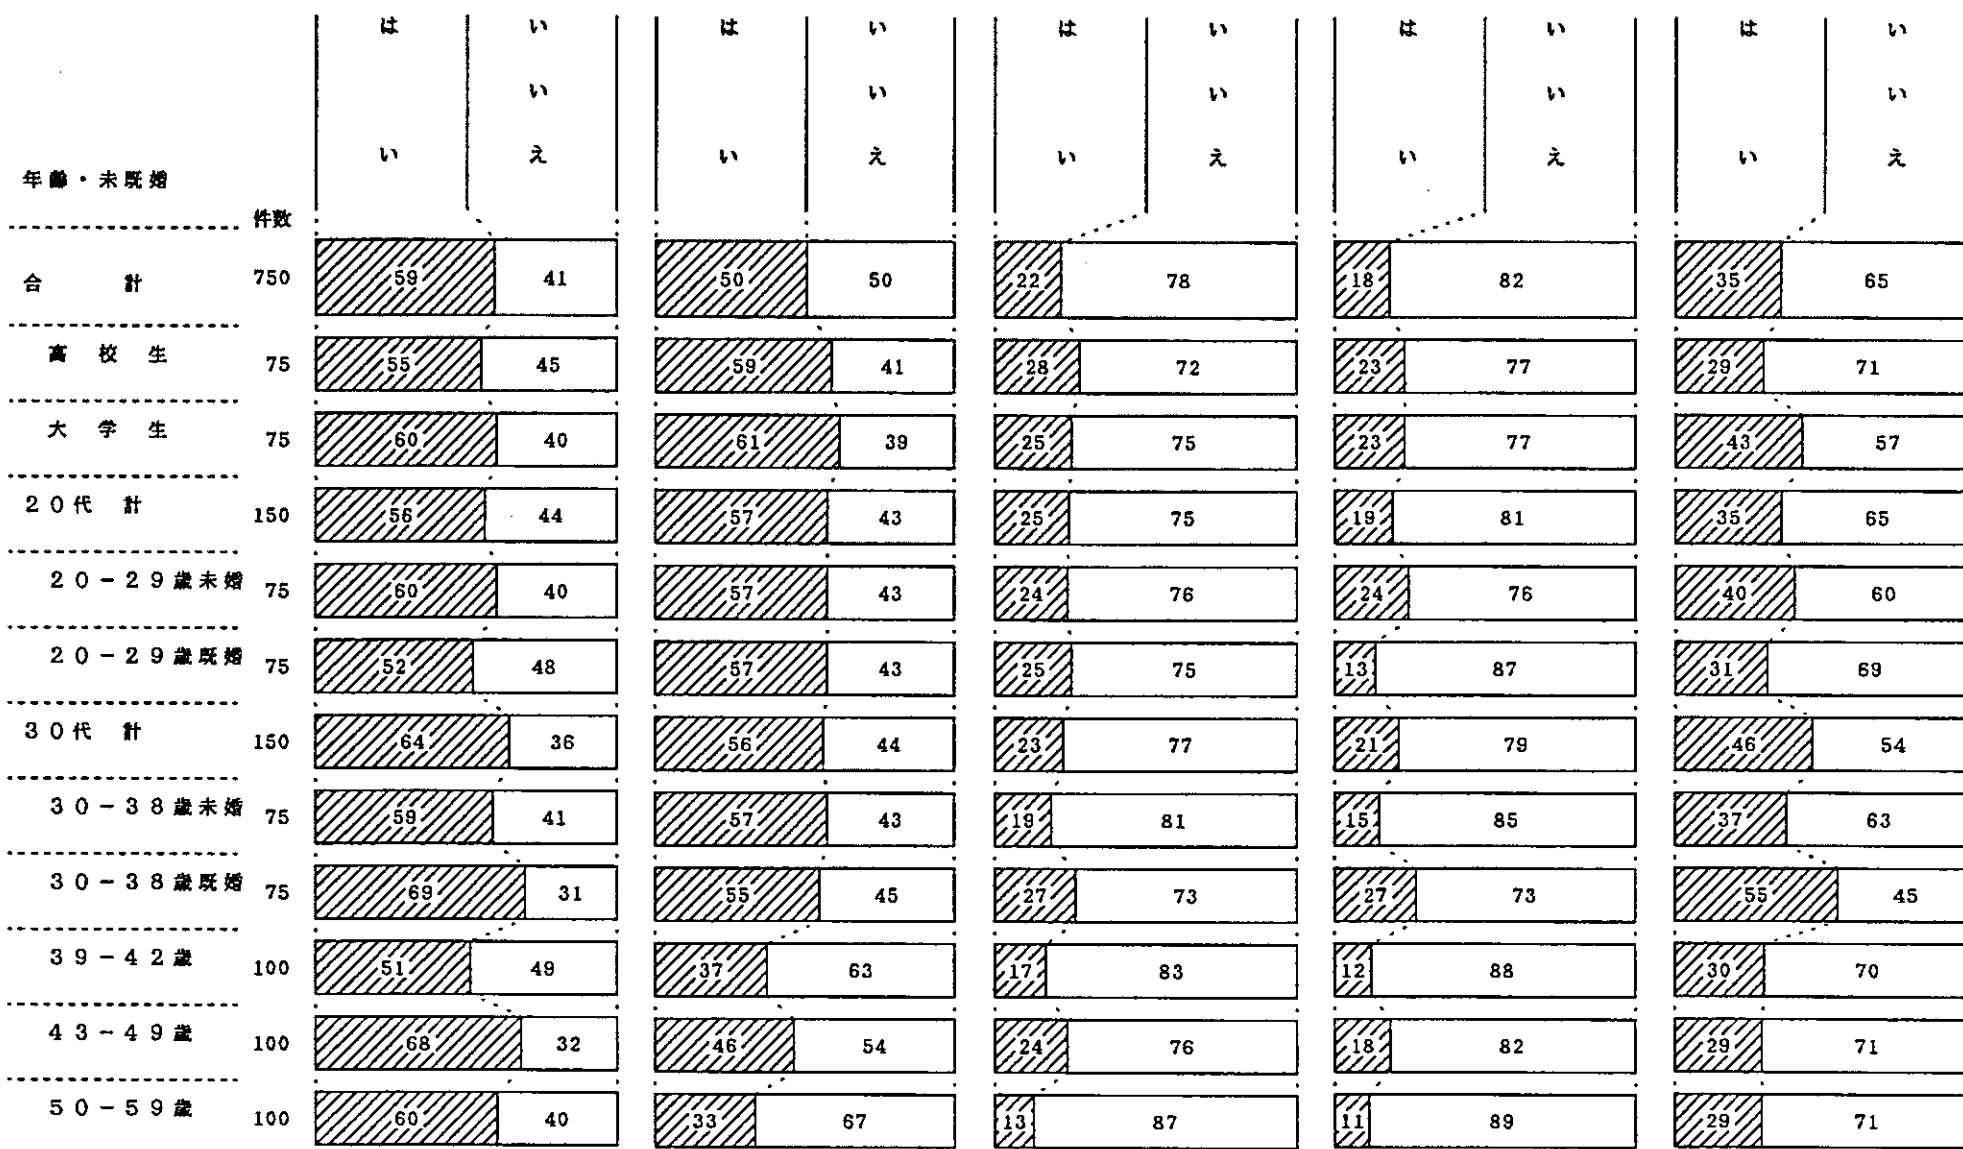 はい いいえ はい いいえ はい いいえ はい いいえ はい いいえ
年齢・未既婚
件数
合計 750 59 41 50 50 22 78 18 82 35 65
高校生 75 55 45 59 41 28 72 23 77 29 71
大学生 75 60 40 61 39 25 75 23 77 43 57
20代 計 150 56 44 57 43 25 75 19 81 35 65
20-29歳未婚 75 60 40 57 43 24 76 24 76 40 60
20-29歳既婚 75 52 48 57 43 25 75 13 87 31 69
30代 計 150 64 36 56 44 23 77 21 79 46 54
30-38歳未婚 75 59 41 57 43 19 81 15 85 37 63
30-38歳既婚 75 69 31 55 45 27 73 27 73 55 45
39-42歳 100 51 49 37 63 17 83 12 88 30 70
43-49歳 100 68 32 46 54 24 76 18 82 29 71
50-59歳 100 60 40 33 67 13 87 11 89 29 71